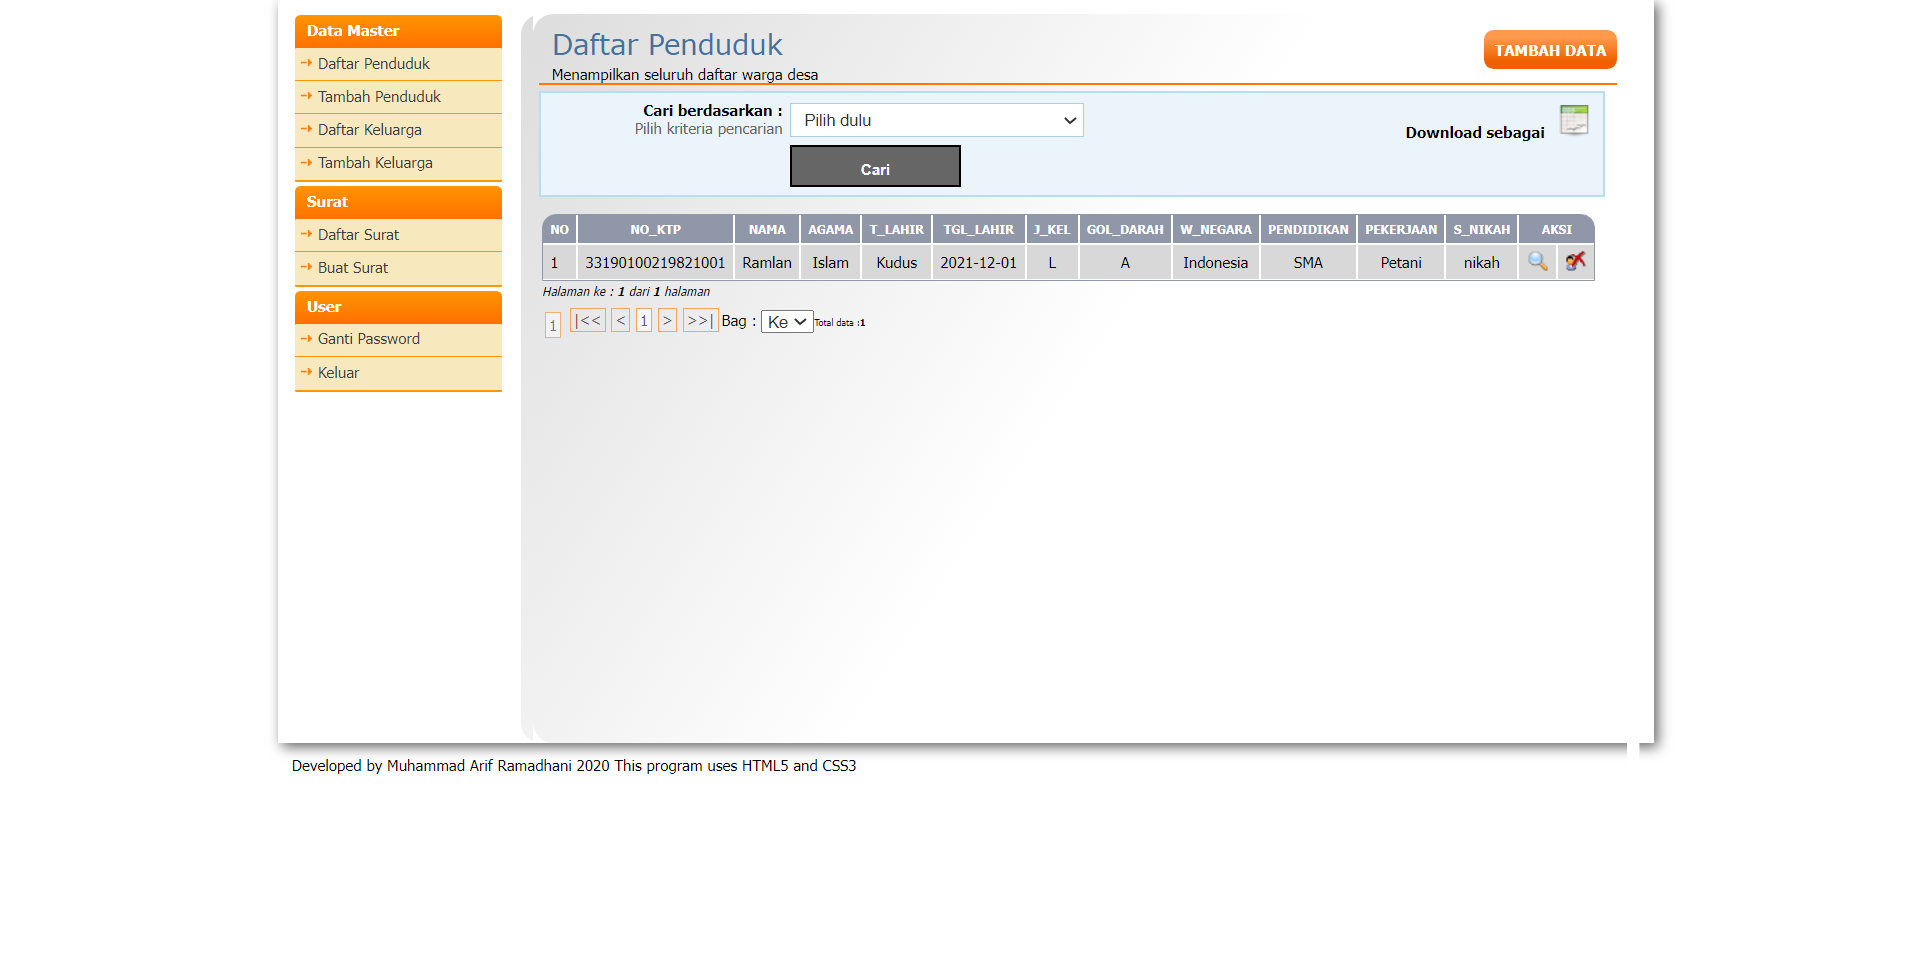 Data Master
Daftar Penduduk
Tambah Penduduk
Daftar Keluarga
Tambah Keluarga
Surat
Daftar Surat
Buat Surat
User
Ganti Password
Keluar
Daftar Penduduk
Menampilkan seluruh daftar warga desa
TAMBAH DATA
Cari berdasarkan :
Pilih kriteria pencarian
Pilih dulu
Cari
Download sebagai
NO NO_KTP NAMA AGAMA T_LAHIR TGL_LAHIR J_KEL GOL_DARAH W_NEGARA PENDIDIKAN PEKERJAAN S_NIKAH AKSI
1 33190100219821001 Ramlan Islam Kudus 2021-12-01 L A Indonesia SMA Petani nikah
Halaman ke : 1 dari 1 halaman
1 |<< < 1 > >>| Bag : Ke Total data :1
Developed by Muhammad Arif Ramadhani 2020 This program uses HTML5 and CSS3